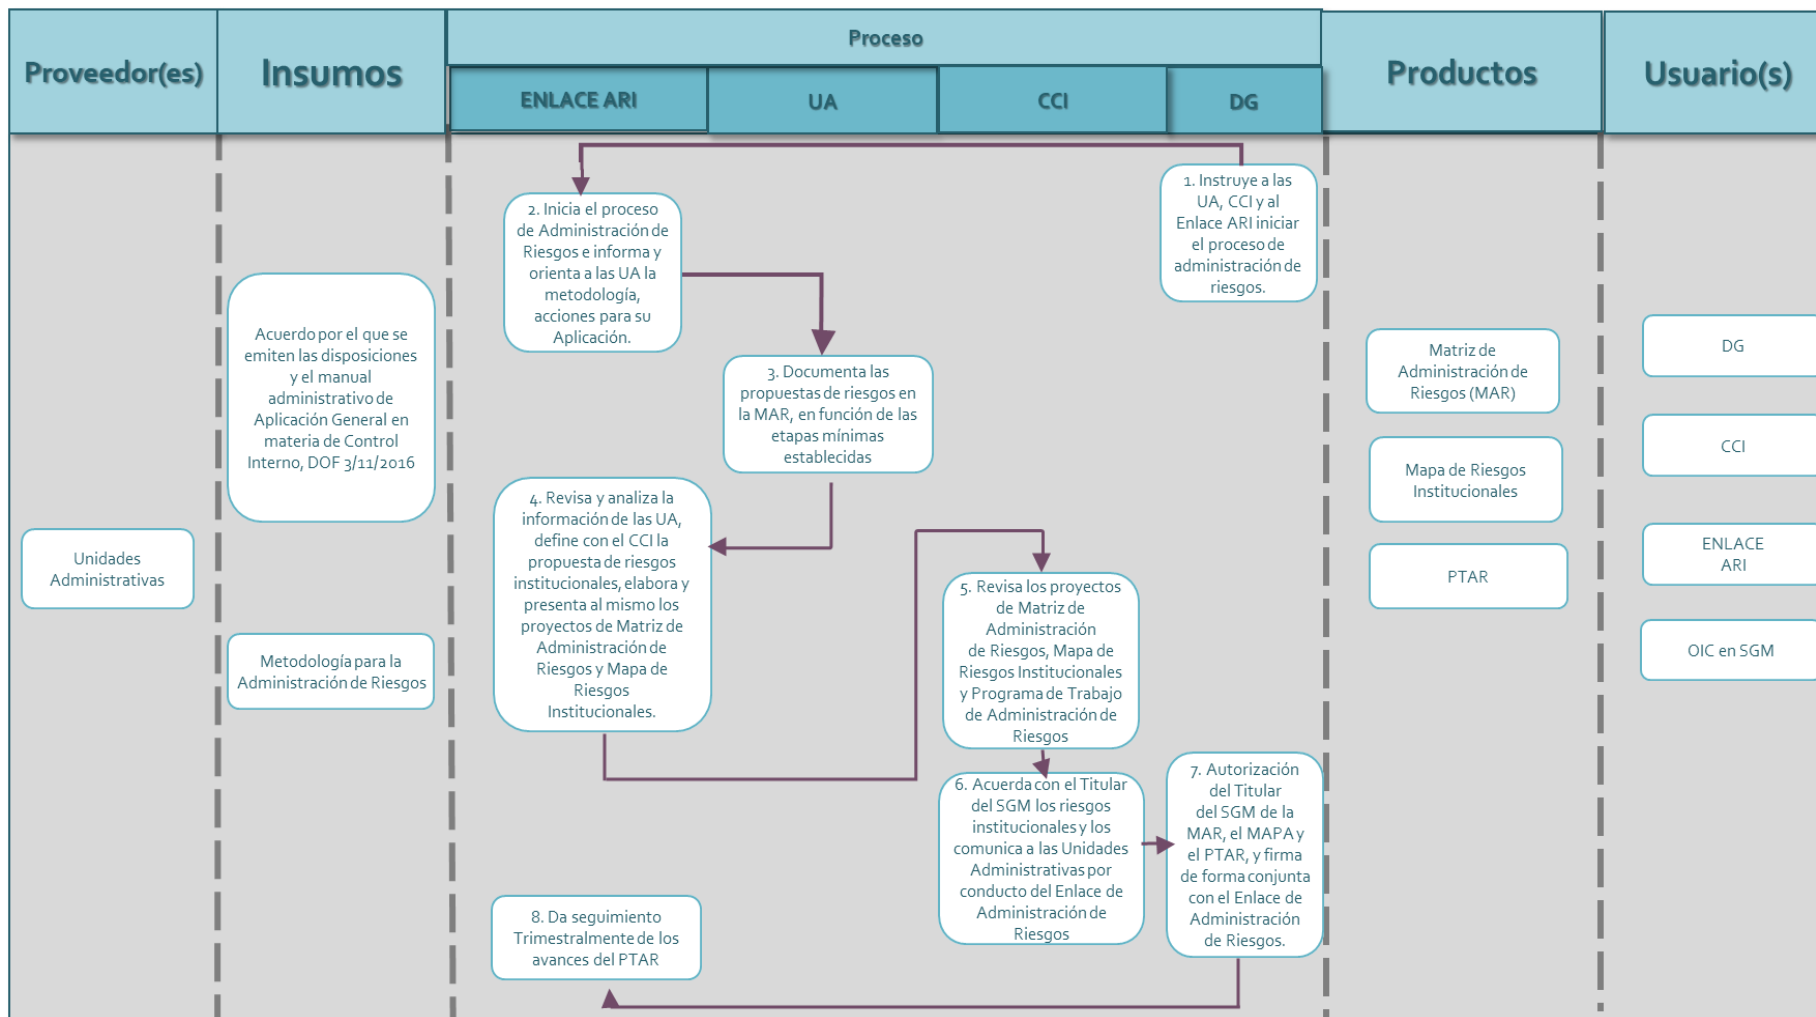 Proveedor(es)
Insumos
Proceso
ENLACE ARI
UA
CCI
DG
Productos
Usuario(s)
Unidades
Administrativas
Acuerdo por el que se
emiten las disposiciones
y el manual
administrativo de
Aplicación General en
materia de Control
Interno, DOF 3/11/2016
Metodología para la
Administración de Riesgos
1. Instruye a las
UA, CCI y al
Enlace ARI iniciar
el proceso de
administración de
riesgos.
2. Inicia el proceso
de Administración de
Riesgos e informa y
orienta a las UA la
metodología,
acciones para su
Aplicación.
3. Documenta las
propuestas de riesgos en
la MAR, en función de las
etapas mínimas
establecidas
4. Revisa y analiza la
información de las UA,
define con el CCI la
propuesta de riesgos
institucionales, elabora y
presenta al mismo los
proyectos de Matriz de
Administración de
Riesgos y Mapa de
Riesgos
Institucionales.
5. Revisa los proyectos
de Matriz de
Administración
de Riesgos, Mapa de
Riesgos Institucionales
y Programa de Trabajo
de Administración de
Riesgos
6. Acuerda con el Titular
del SGM los riesgos
institucionales y los
comunica a las Unidades
Administrativas por
conducto del Enlace de
Administración de
Riesgos
7. Autorización
del Titular
del SGM de la
MAR, el MAPA y
el PTAR, y firma
de forma conjunta
con el Enlace de
Administración
de Riesgos.
8. Da seguimiento
Trimestralmente de los
avances del PTAR
Matriz de
Administración de
Riesgos (MAR)
Mapa de Riesgos
Institucionales
PTAR
DG
CCI
ENLACE
ARI
OIC en SGM